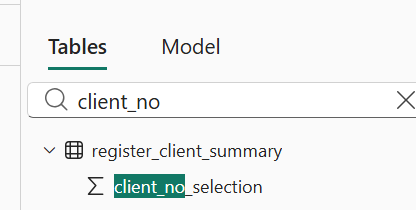 Tables Model
client_no
register_client_summary
client_no_selection